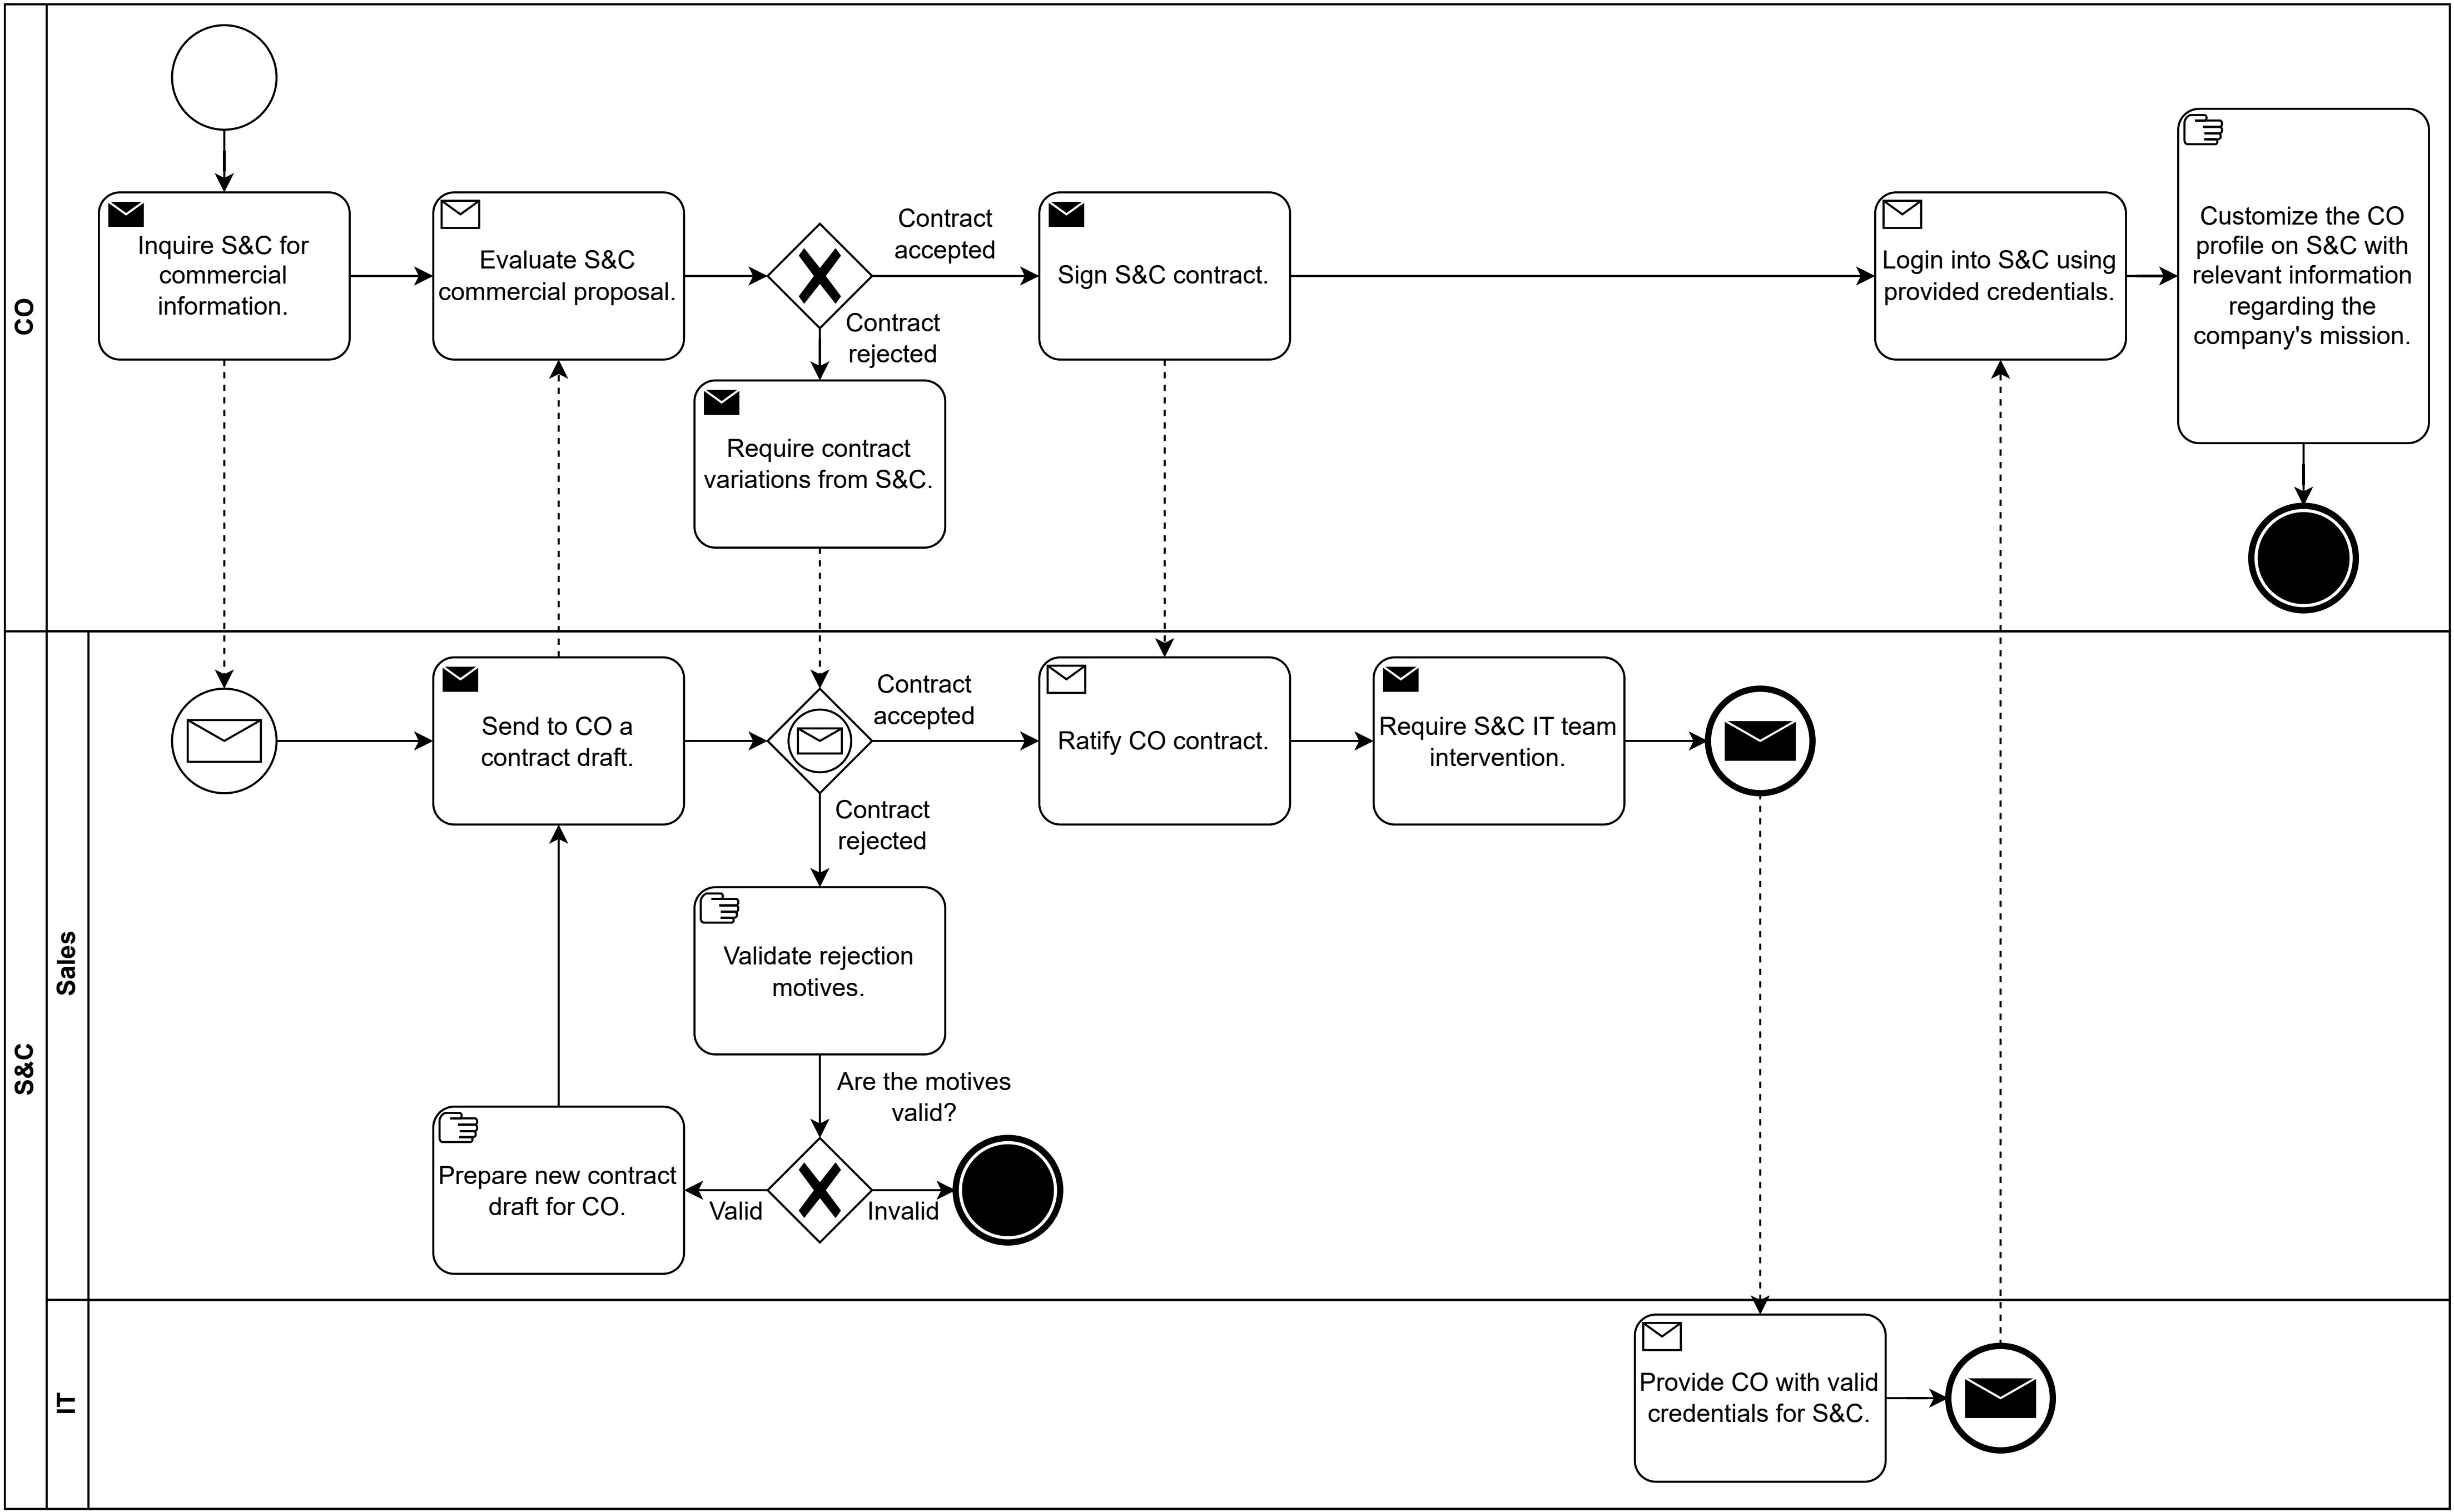 CO
Inquire S&C for
commercial
information.
Evaluate S&C
commercial proposal.
Contract
accepted
Contract
rejected
Sign S&C contract.
Require contract
variations from S&C.
Login into S&C using
provided credentials.
Customize the CO
profile on S&C with
relevant information
regarding the
company's mission.
S&C
Sales
Send to CO a
contract draft.
Contract
accepted
Contract
rejected
Ratify CO contract.
Require S&C IT team
intervention.
Validate rejection
motives.
Are the motives
valid?
Valid
Invalid
Prepare new contract
draft for CO.
IT
Provide CO with valid
credentials for S&C.